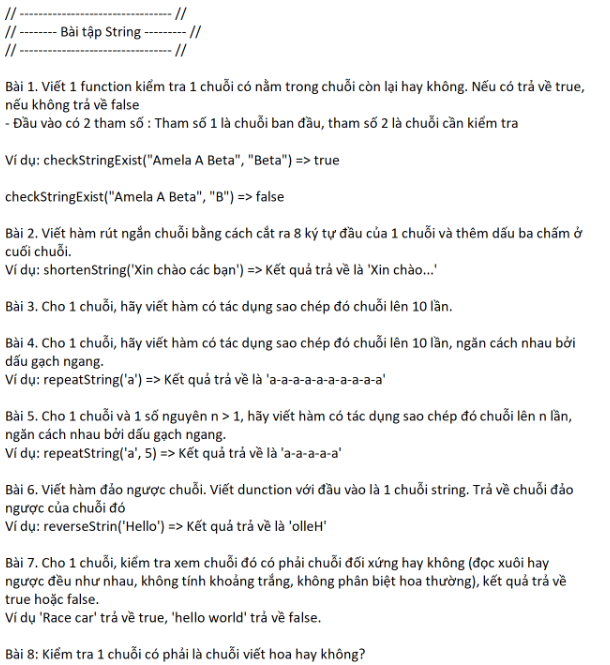 // --------------------------------- //
// -------- Bài tập String --------- //
// --------------------------------- //
Bài 1. Viết 1 function kiểm tra 1 chuỗi có nằm trong chuỗi còn lại hay không. Nếu có trả về true,
nếu không trả về false
- Đầu vào có 2 tham số : Tham số 1 là chuỗi ban đầu, tham số 2 là chuỗi cần kiểm tra
Ví dụ: checkStringExist("Amela A Beta", "Beta") => true
checkStringExist("Amela A Beta", "B") => false
Bài 2. Viết hàm rút ngắn chuỗi bằng cách cắt ra 8 ký tự đầu của 1 chuỗi và thêm dấu ba chấm ở
cuối chuỗi.
Ví dụ: shortenString('Xin chào các bạn') => Kết quả trả về là 'Xin chào...'
Bài 3. Cho 1 chuỗi, hãy viết hàm có tác dụng sao chép đó chuỗi lên 10 lần.
Bài 4. Cho 1 chuỗi, hãy viết hàm có tác dụng sao chép đó chuỗi lên 10 lần, ngăn cách nhau bởi
dấu gạch ngang.
Ví dụ: repeatString('a') => Kết quả trả về là 'a-a-a-a-a-a-a-a-a-a'
Bài 5. Cho 1 chuỗi và 1 số nguyên n > 1, hãy viết hàm có tác dụng sao chép đó chuỗi lên n lần,
ngăn cách nhau bởi dấu gạch ngang.
Ví dụ: repeatString('a', 5) => Kết quả trả về là 'a-a-a-a-a'
Bài 6. Viết hàm đảo ngược chuỗi. Viết dunction với đầu vào là 1 chuỗi string. Trả về chuỗi đảo
ngược của chuỗi đó
Ví dụ: reverseStrin('Hello') => Kết quả trả về là 'olleH'
Bài 7. Cho 1 chuỗi, kiểm tra xem chuỗi đó có phải chuỗi đối xứng hay không (đọc xuôi hay
ngược đều như nhau, không tính khoảng trắng, không phân biệt hoa thường), kết quả trả về
true hoặc false.
Ví dụ 'Race car' trả về true, 'hello world' trả về false.
Bài 8: Kiểm tra 1 chuỗi có phải là chuỗi viết hoa hay không?